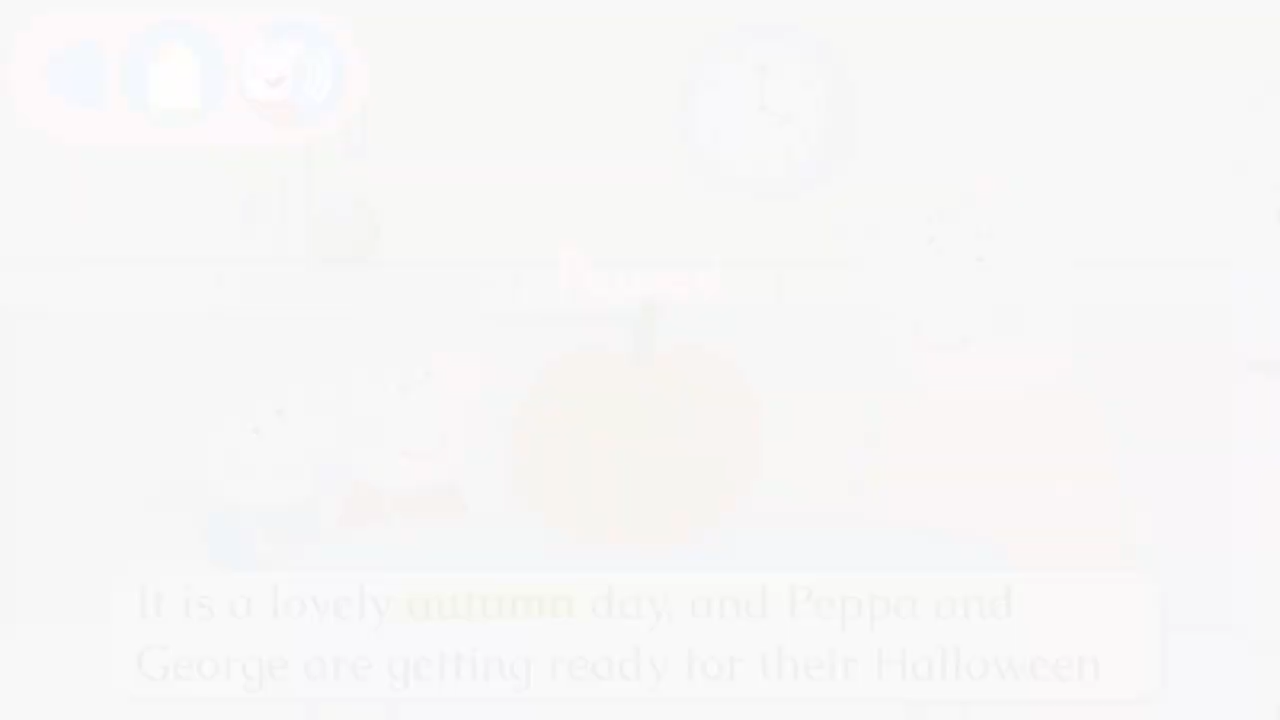 It is a lovely autumn day, and Peppa and
George are getting ready for their Halloween